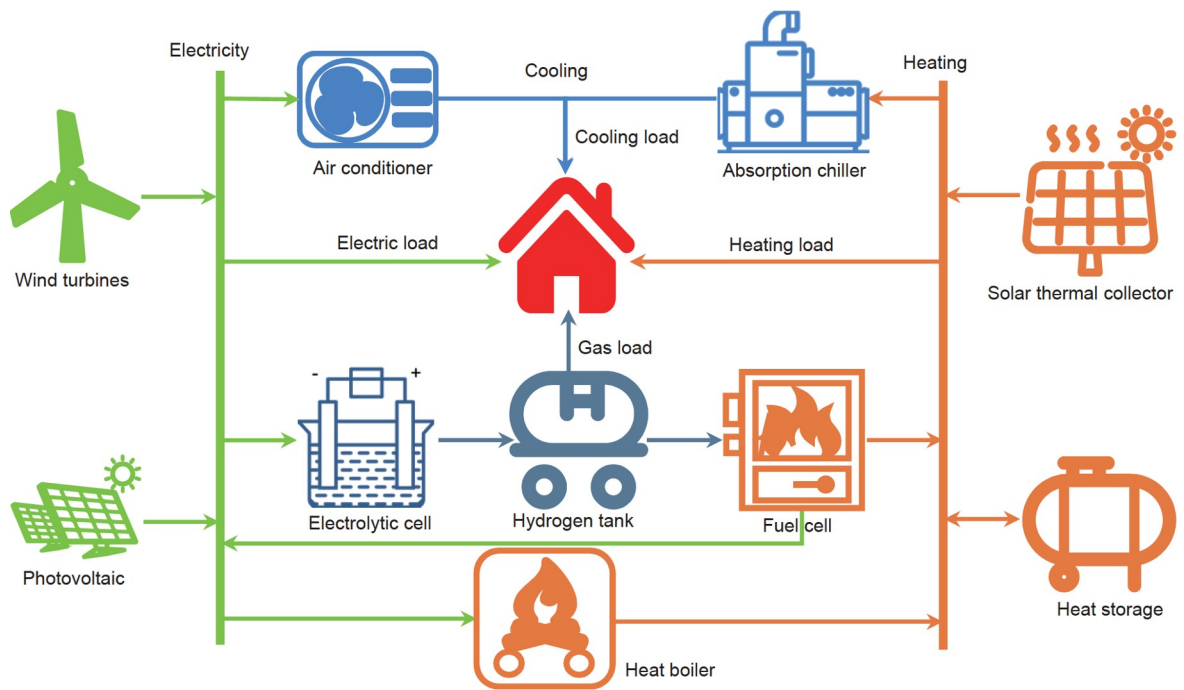 Electricity
Cooling
Heating
Cooling load
Air conditioner
Absorption chiller
Electric load
Heating load
Wind turbines
Solar thermal collector
Gas load
- +
Electrolytic cell
Hydrogen tank
Fuel cell
Photovoltaic
Heat storage
Heat boiler